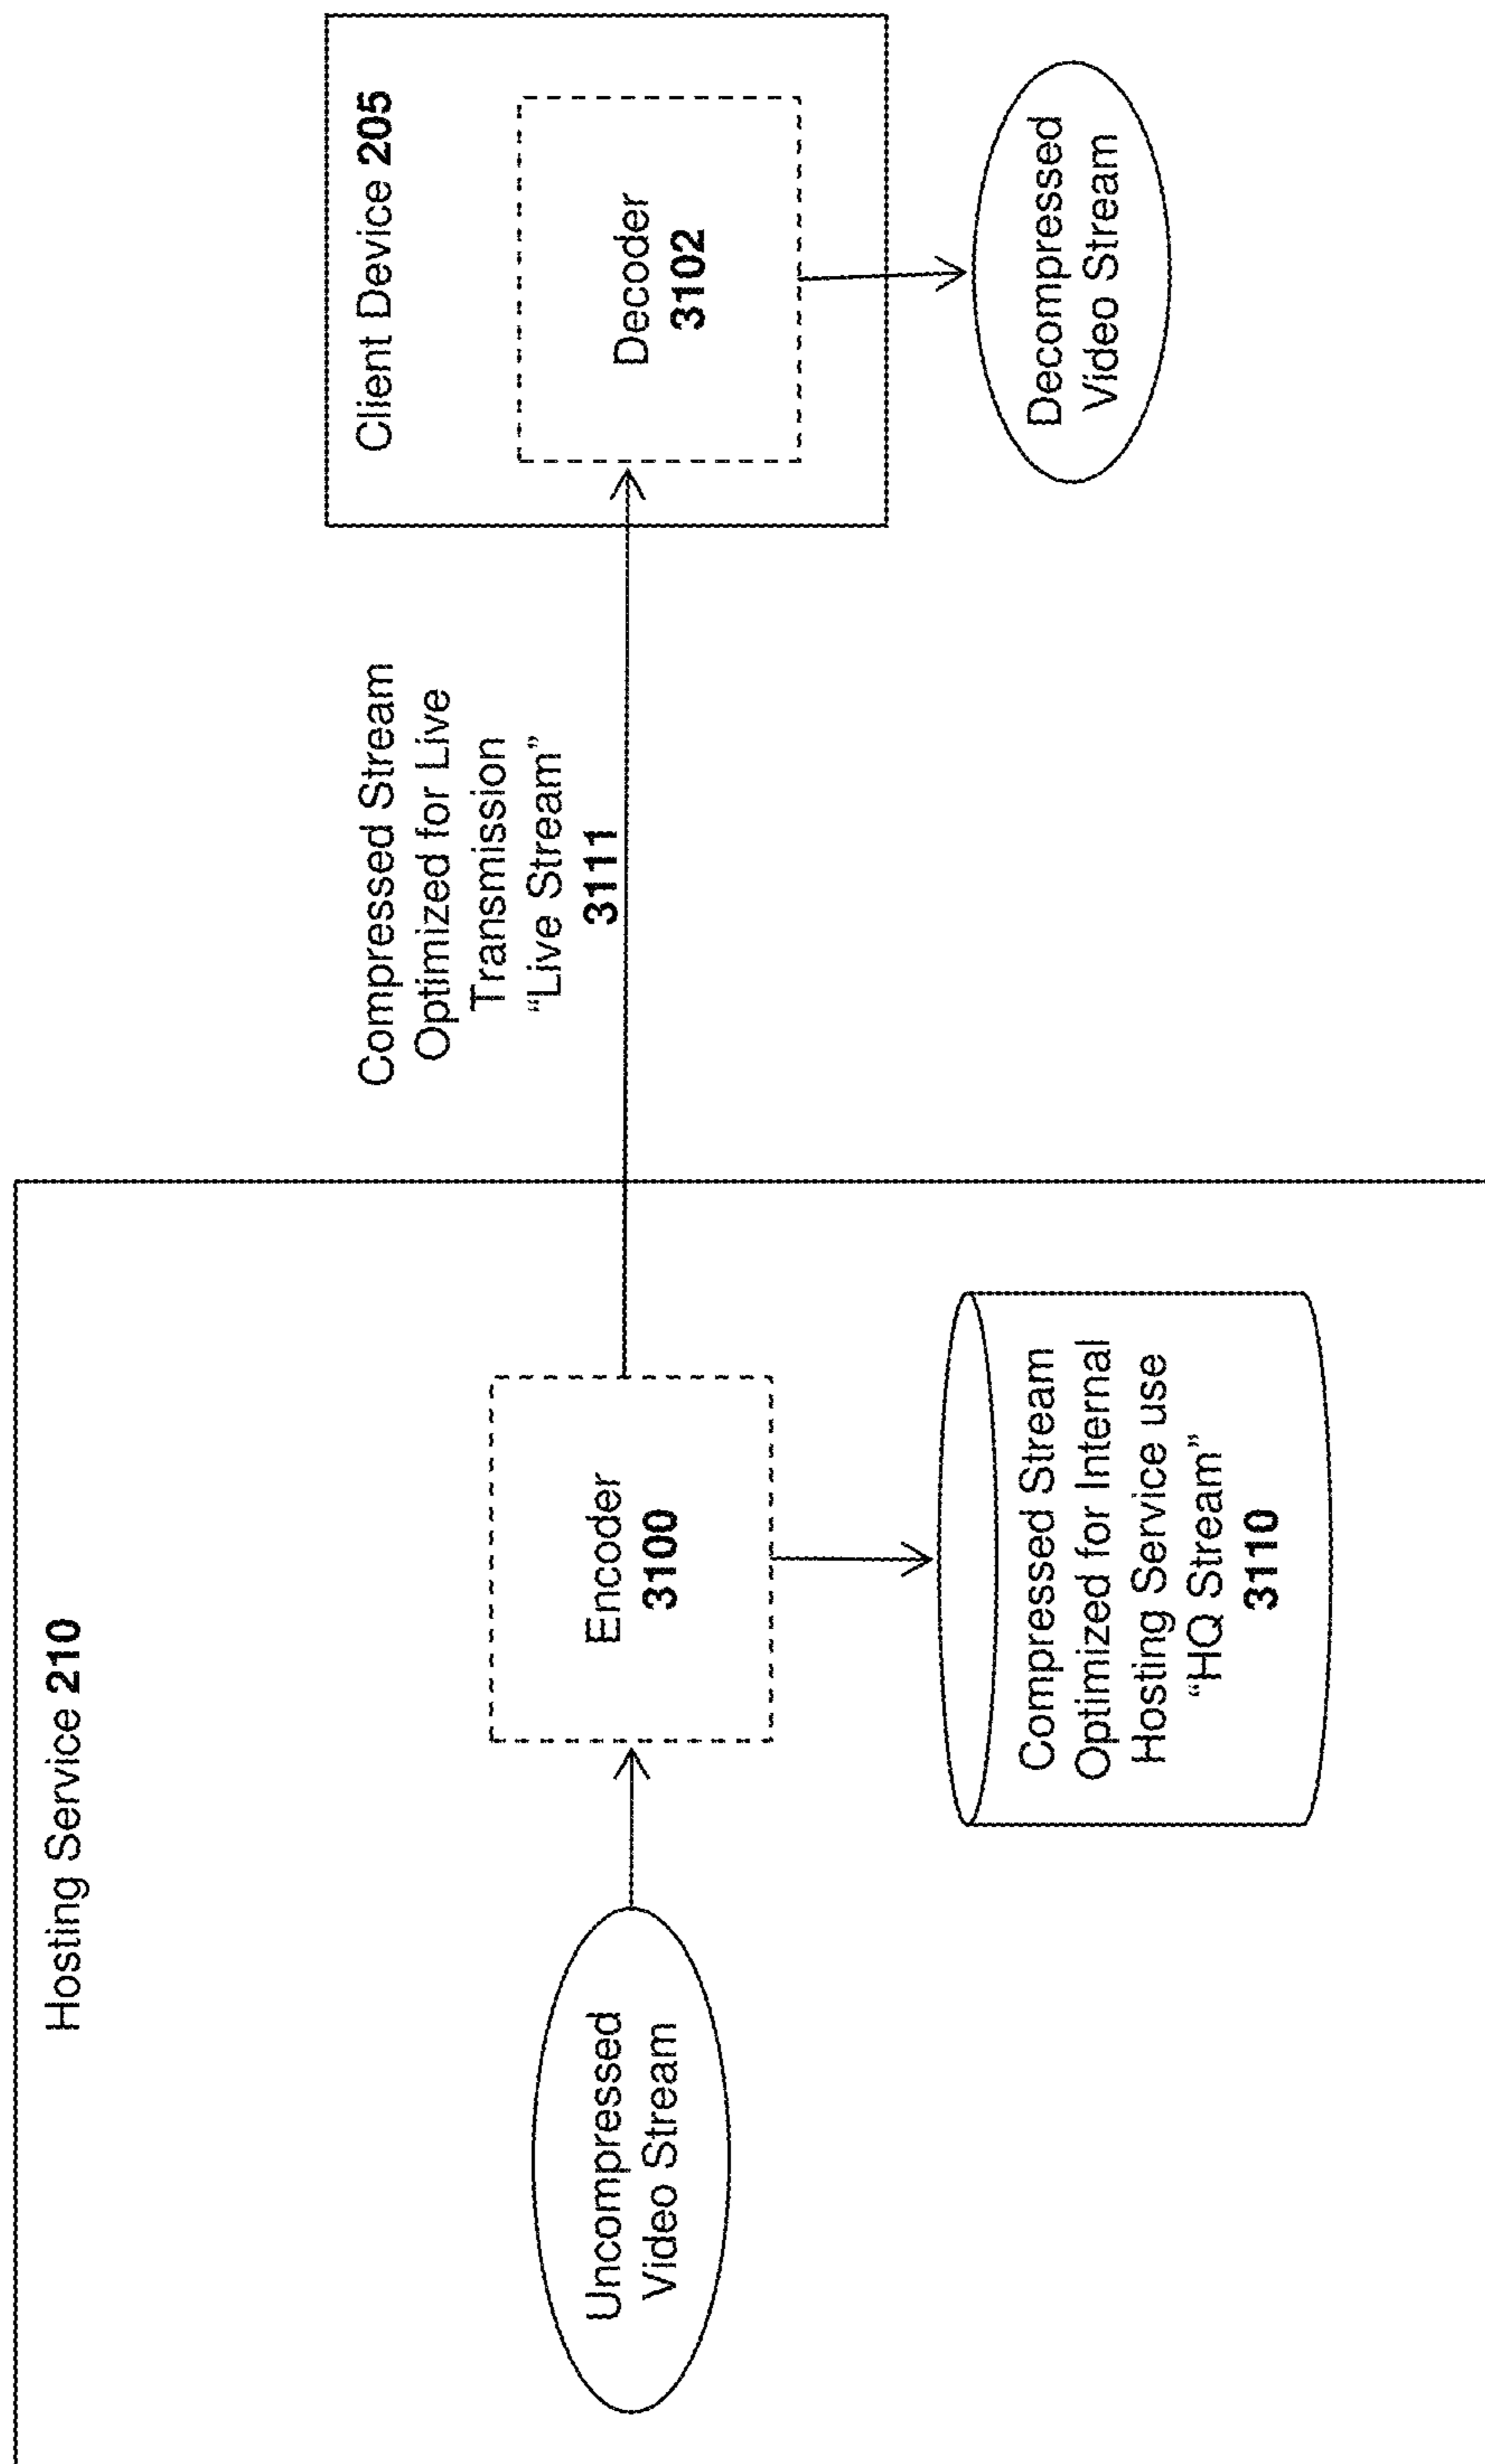 Hosting Service 210
Uncompressed
Video Stream
Encoder
3100
Compressed Stream
Optimized for Internal
Hosting Service use
“HQ Stream”
3110
Compressed Stream
Optimized for Live
Transmission
“Live Stream”
3111
Client Device 205
Decoder
3102
Decompressed
Video Stream